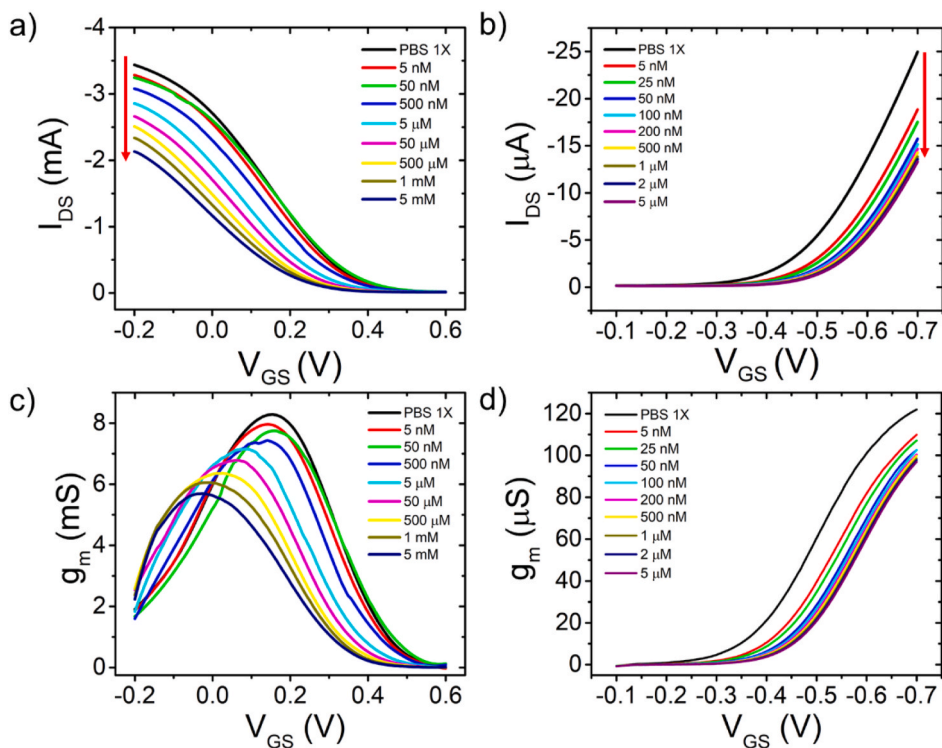 a)
I_DS (mA)
-4
-3
-2
-1
0
PBS 1X
5 nM
50 nM
500 nM
5 μM
50 μM
500 μM
1 mM
5 mM
-0.2 0.0 0.2 0.4 0.6
V_GS (V)
b)
I_DS (μA)
-25
-20
-15
-10
-5
0
PBS 1X
5 nM
25 nM
50 nM
100 nM
200 nM
500 nM
1 μM
2 μM
5 μM
-0.1 -0.2 -0.3 -0.4 -0.5 -0.6 -0.7
V_GS (V)
c)
g_m (mS)
8
6
4
2
0
PBS 1X
5 nM
50 nM
500 nM
5 μM
50 μM
500 μM
1 mM
5 mM
-0.2 0.0 0.2 0.4 0.6
V_GS (V)
d)
g_m (μS)
120
100
80
60
40
20
0
PBS 1X
5 nM
25 nM
50 nM
100 nM
200 nM
500 nM
1 μM
2 μM
5 μM
-0.1 -0.2 -0.3 -0.4 -0.5 -0.6 -0.7
V_GS (V)